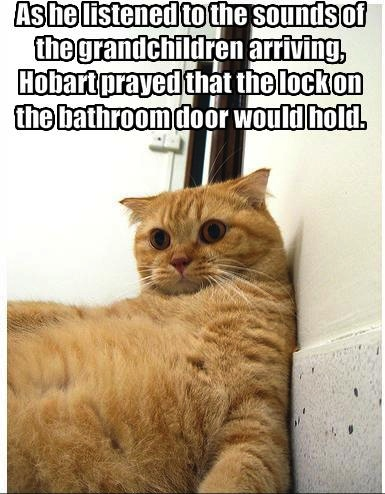 As he listened to the sounds of
the grandchildren arriving,
Hobart prayed that the lock on
the bathroom door would hold.